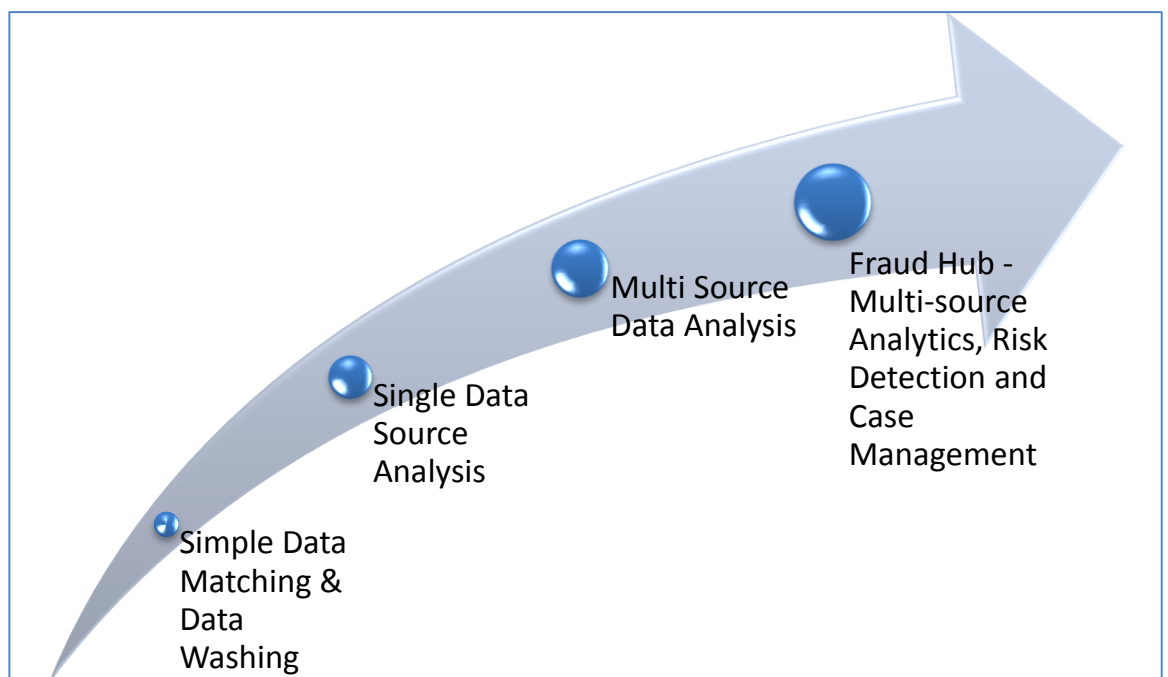 Simple Data
Matching &
Data
Washing
Single Data
Source
Analysis
Multi Source
Data Analysis
Fraud Hub -
Multi-source
Analytics, Risk
Detection and
Case
Management